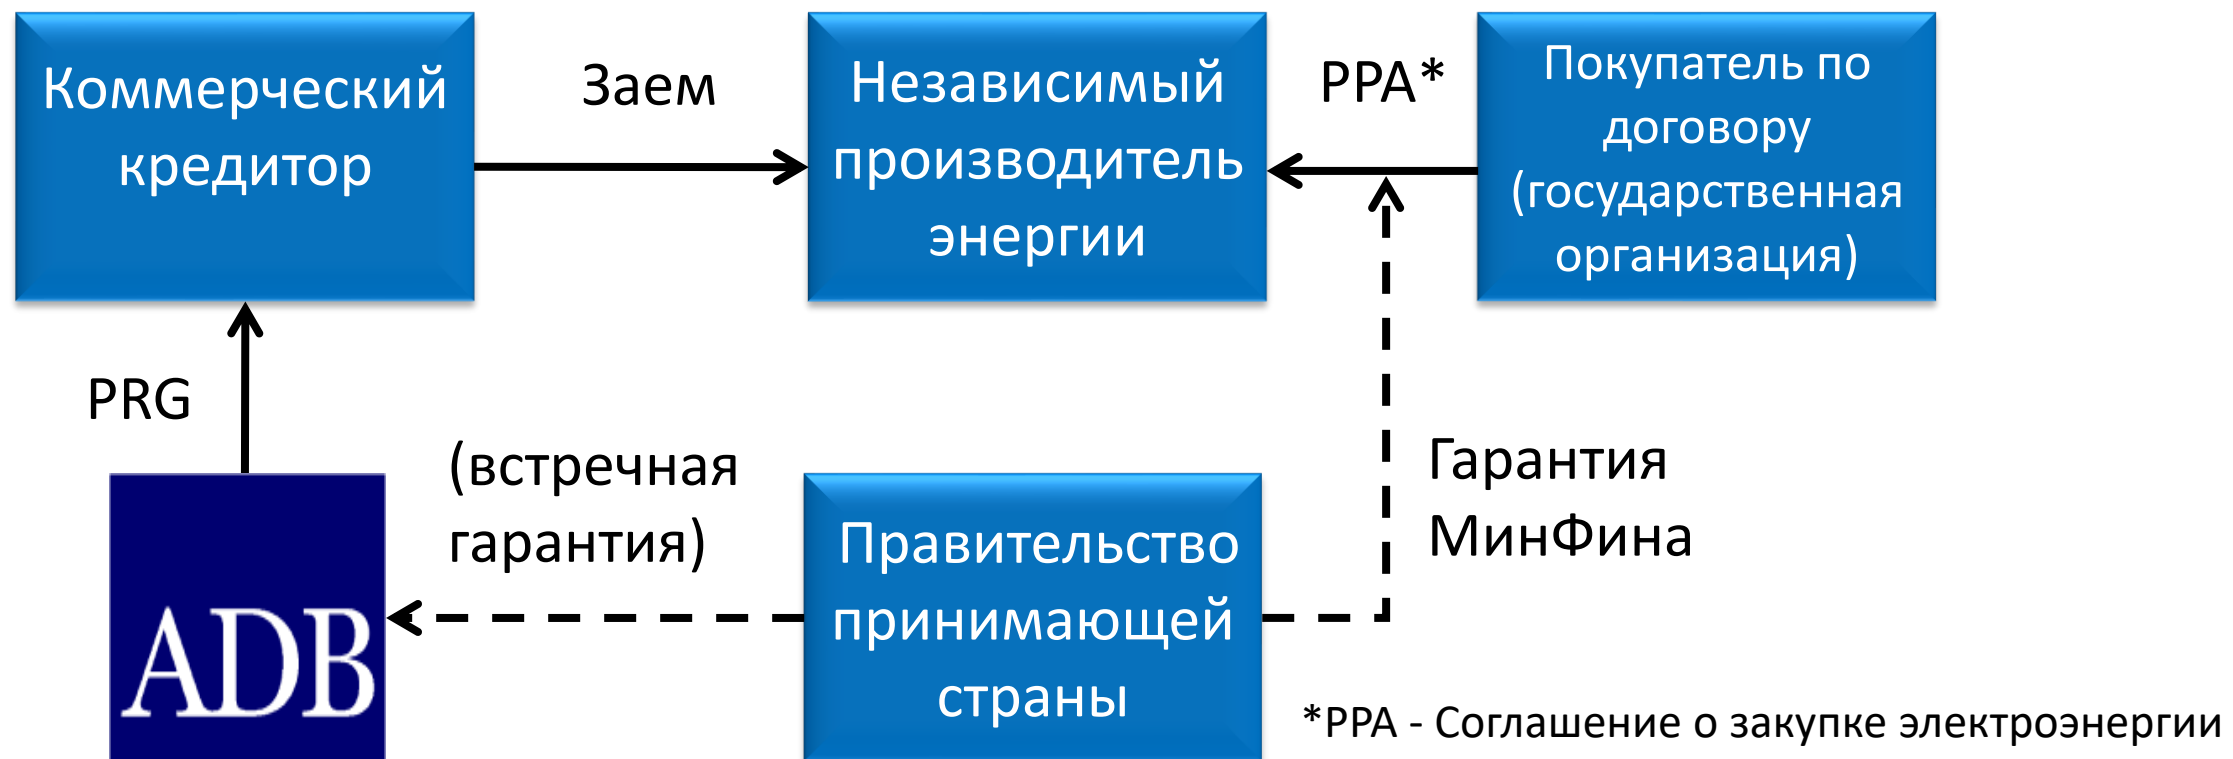 Коммерческий
кредитор
Заем
Независимый
производитель
энергии
PPA*
Покупатель по
договору
(государственная
организация)
PRG
(встречная
гарантия)
Гарантия
МинФина
ADB
Правительство
принимающей
страны
*PPA - Соглашение о закупке электроэнергии